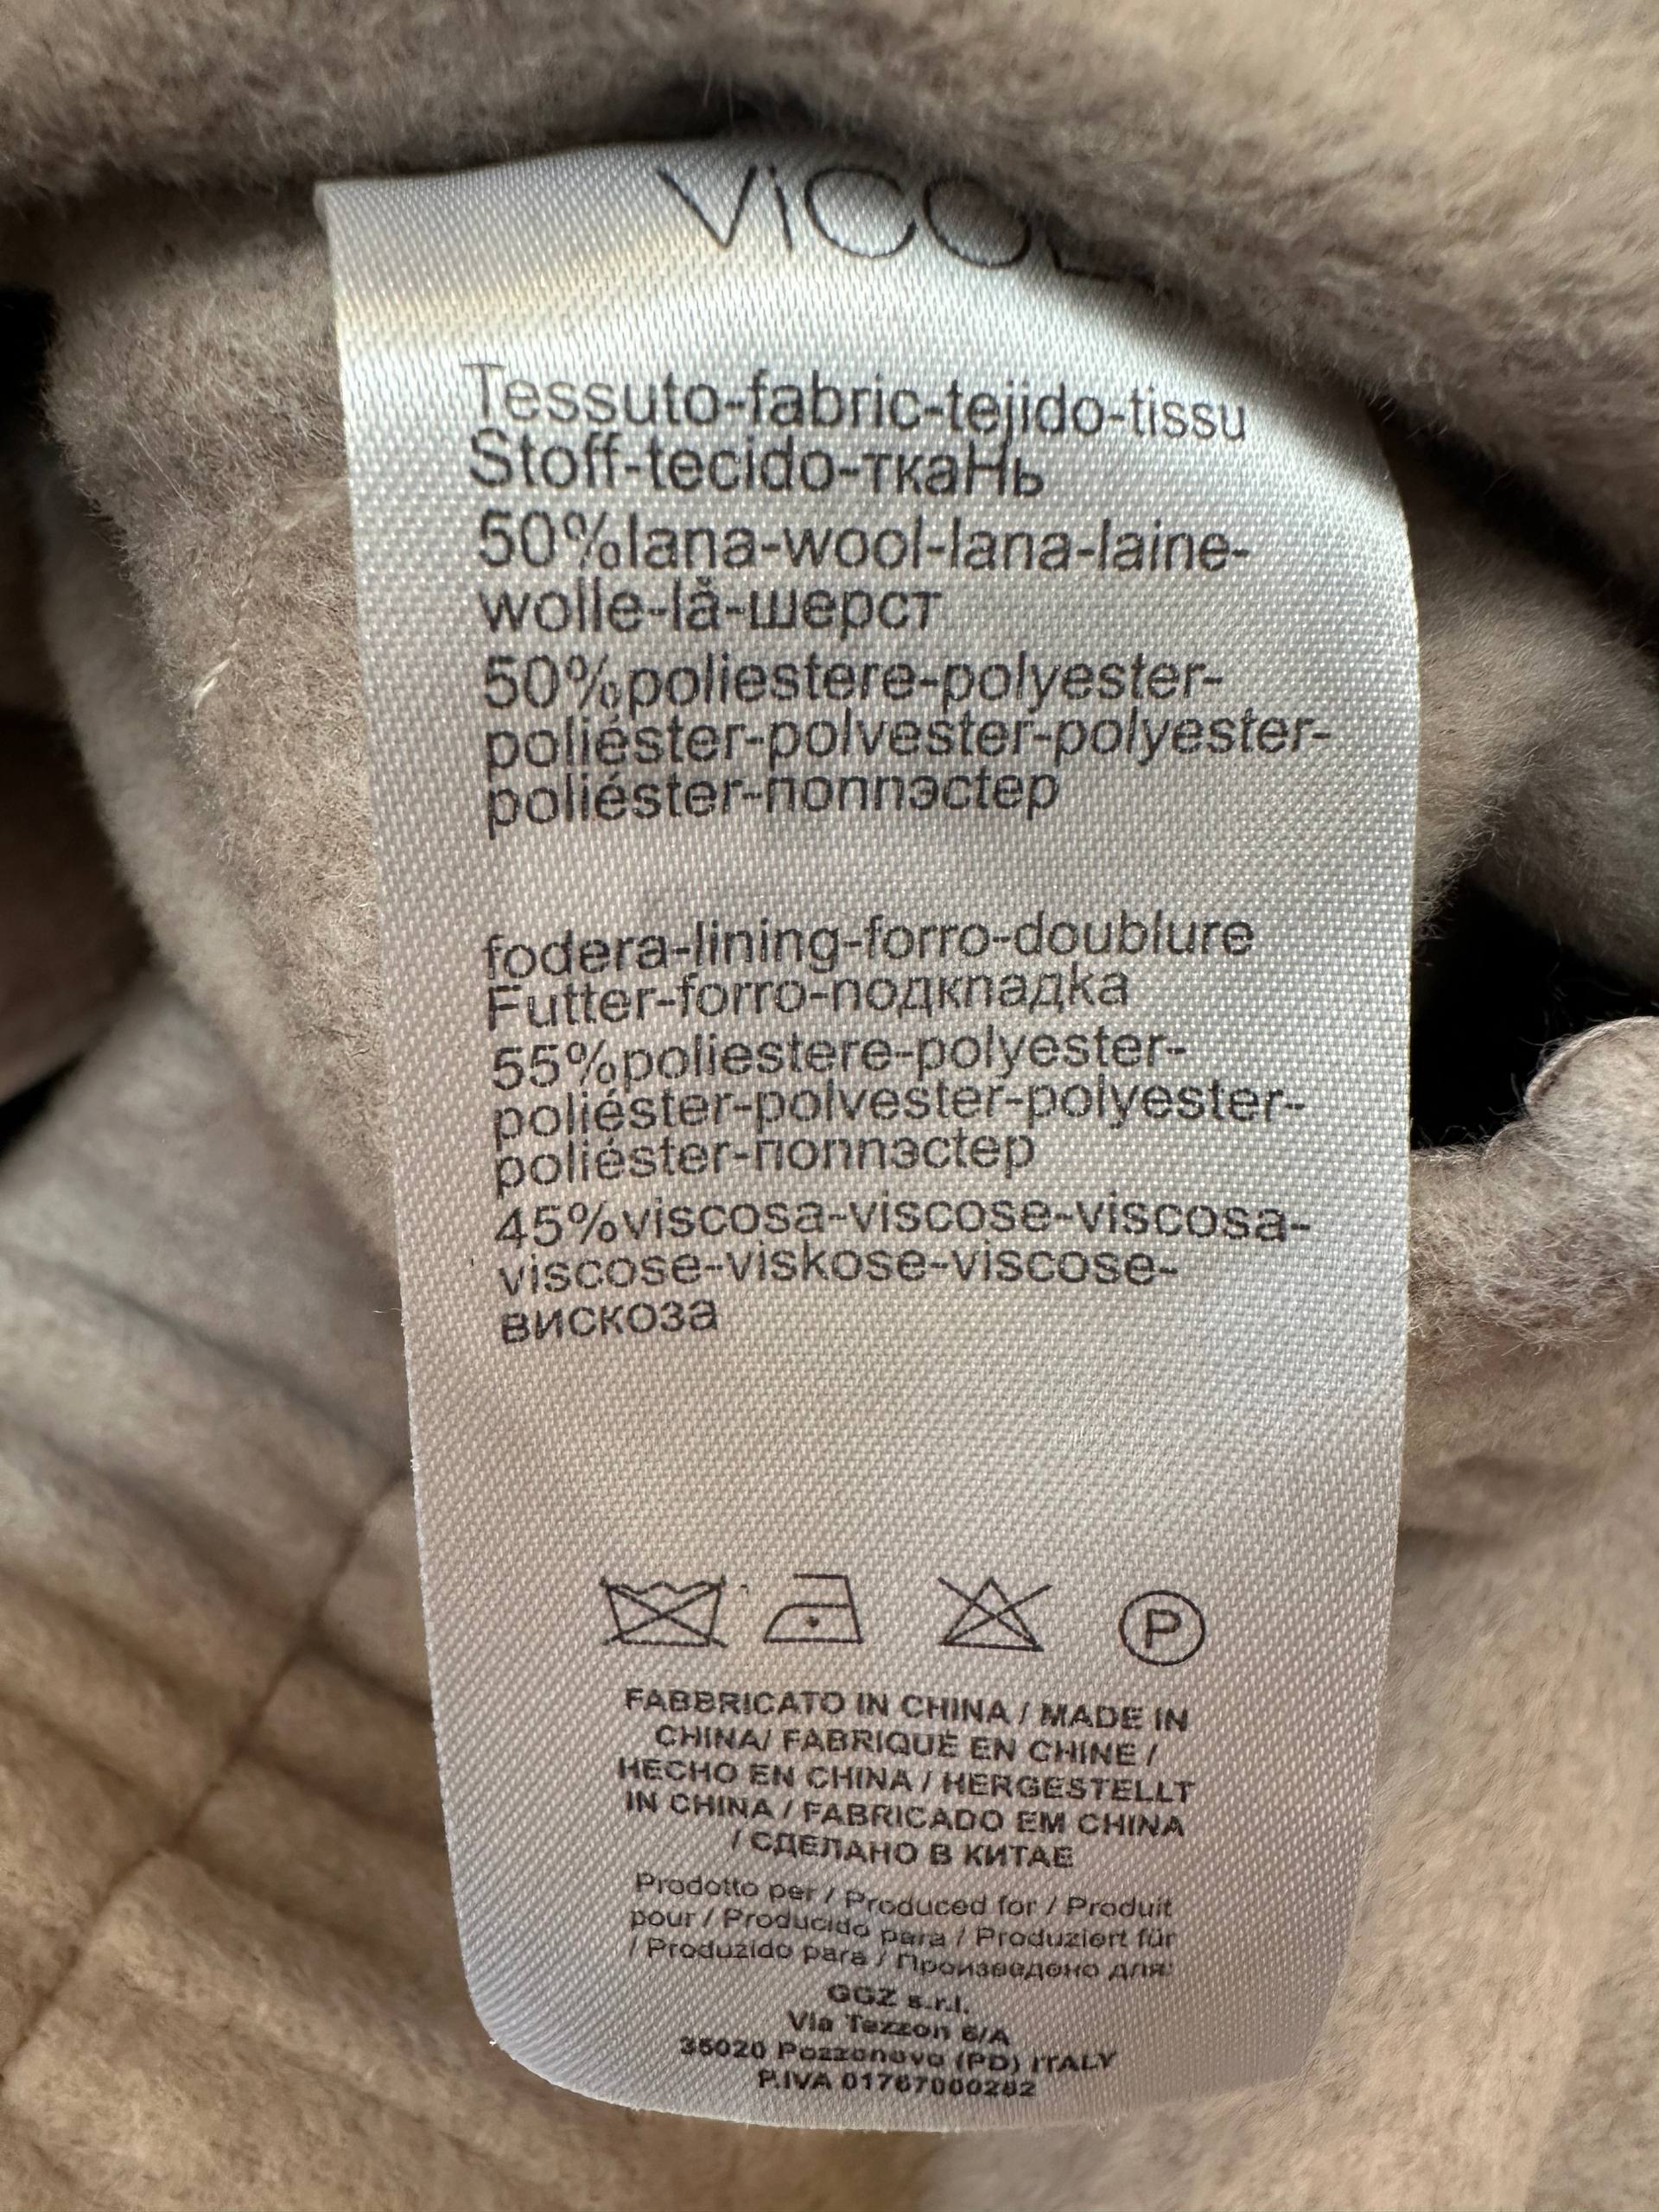 ViCOL
Tessuto-fabric-tejido-tissu
Stoff-tecido-ткаНь
50%lana-wool-lana-laine-
wolle-lã-шерст
50%poliestere-polyester-
poliéster-polvester-polyester-
poliéster-поппэстер
fodera-lining-forro-doublure
Futter-forro-подкпадка
55%poliestere-polyester-
poliéster-polvester-polyester-
poliéster-поппэстер
45%viscosa-viscose-viscosa-
viscose-viskose-viscose-
вискоза
P
FABBRICATO IN CHINA / MADE IN
CHINA/ FABRIQUÉ EN CHINE /
HECHO EN CHINA / HERGESTELLT
IN CHINA / FABRICADO EM CHINA
/ СДЕЛАНО В КИТАЕ
Prodotto per / Produced for / Produit
pour / Producido para / Produziert für
/ Produzido para / Произведено для:
GGZ s.r.l.
Via Tezzon 6/A
35020 Pozzonovo (PD) ITALY
P.IVA 01767000282